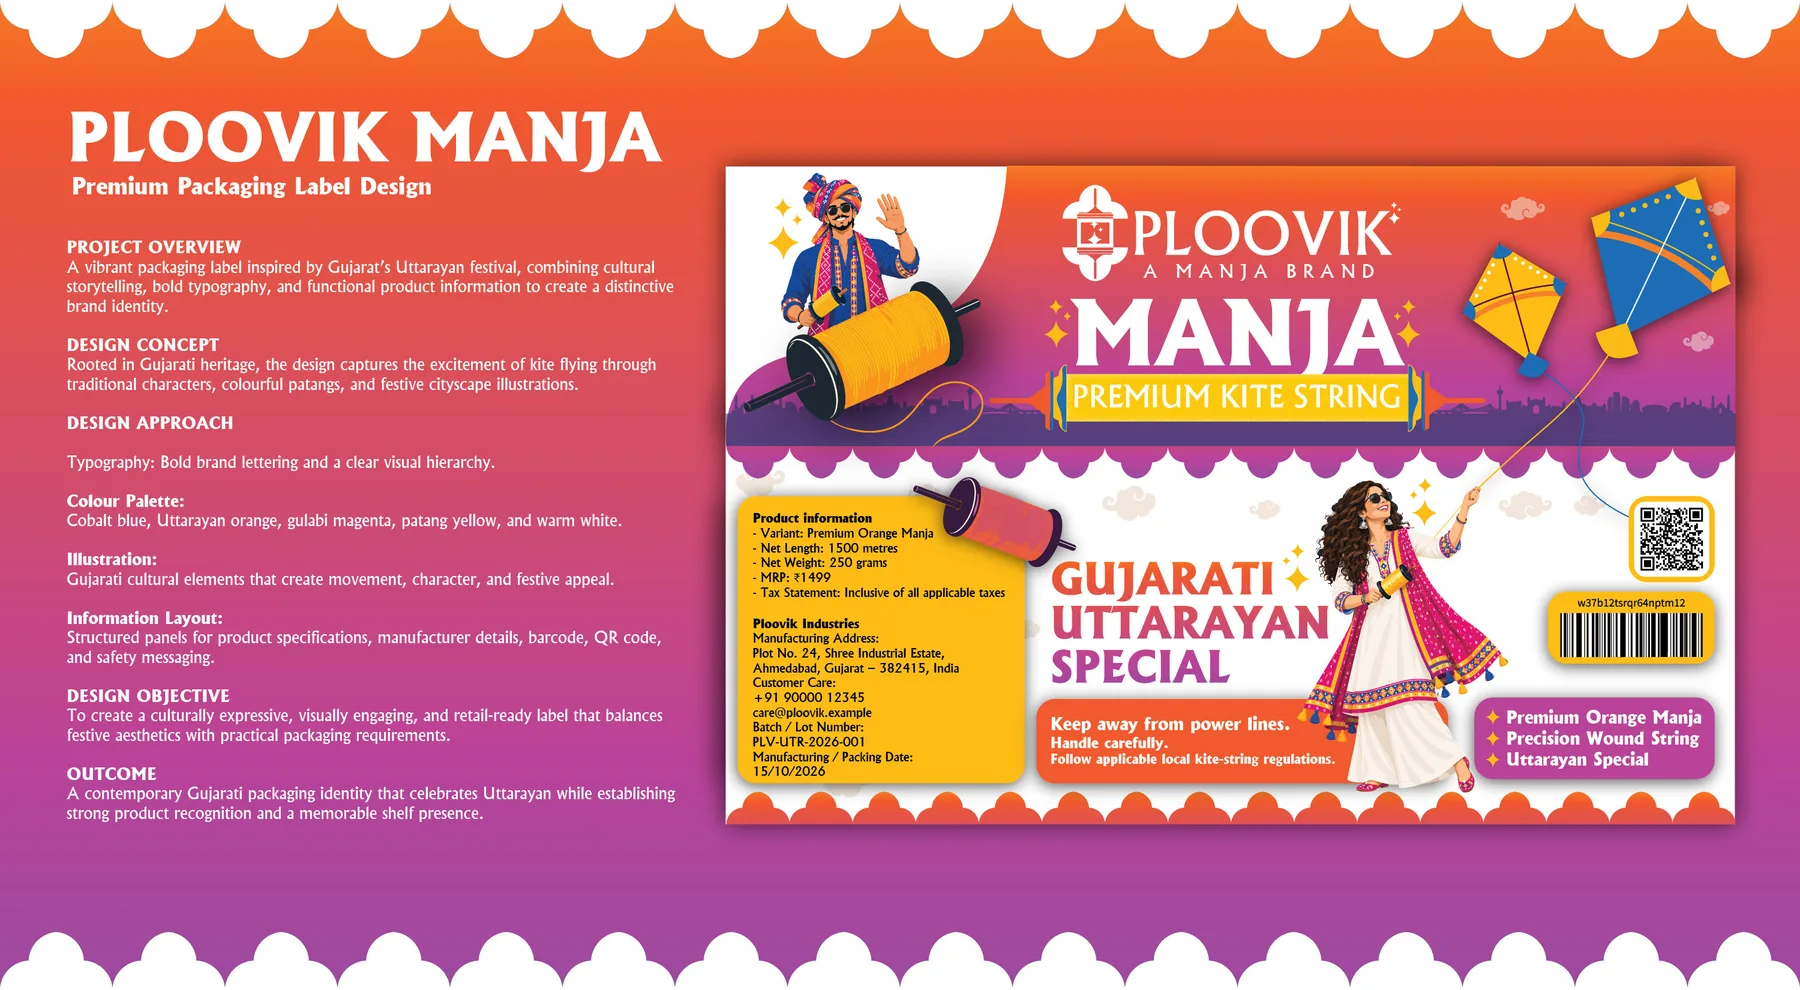 PLOOVIK MANJA
Premium Packaging Label Design
PROJECT OVERVIEW
A vibrant packaging label inspired by Gujarat's Uttarayan festival, combining cultural
storytelling, bold typography, and functional product information to create a distinctive
brand identity.
DESIGN CONCEPT
Rooted in Gujarati heritage, the design captures the excitement of kite flying through
traditional characters, colourful patangs, and festive cityscape illustrations.
DESIGN APPROACH
Typography: Bold brand lettering and a clear visual hierarchy.
Colour Palette:
Cobalt blue, Uttarayan orange, gulabi magenta, patang yellow, and warm white.
Illustration:
Gujarati cultural elements that create movement, character, and festive appeal.
Information Layout:
Structured panels for product specifications, manufacturer details, barcode, QR code,
and safety messaging.
DESIGN OBJECTIVE
To create a culturally expressive, visually engaging, and retail-ready label that balances
festive aesthetics with practical packaging requirements.
OUTCOME
A contemporary Gujarati packaging identity that celebrates Uttarayan while establishing
strong product recognition and a memorable shelf presence.
PLOOVIK
A MANJA BRAND
MANJA
PREMIUM KITE STRING
Product information
- Variant: Premium Orange Manja
- Net Length: 1500 metres
- Net Weight: 250 grams
- MRP: ₹1499
- Tax Statement: Inclusive of all applicable taxes
Ploovik Industries
Manufacturing Address:
Plot No. 24, Shree Industrial Estate,
Ahmedabad, Gujarat – 382415, India
Customer Care:
+91 90000 12345
care@ploovik.example
Batch / Lot Number:
PLV-UTR-2026-001
Manufacturing / Packing Date:
15/10/2026
GUJARATI
UTTARAYAN
SPECIAL
Keep away from power lines.
Handle carefully.
Follow applicable local kite-string regulations.
w37b12tsrqr64nptm12
Premium Orange Manja
Precision Wound String
Uttarayan Special